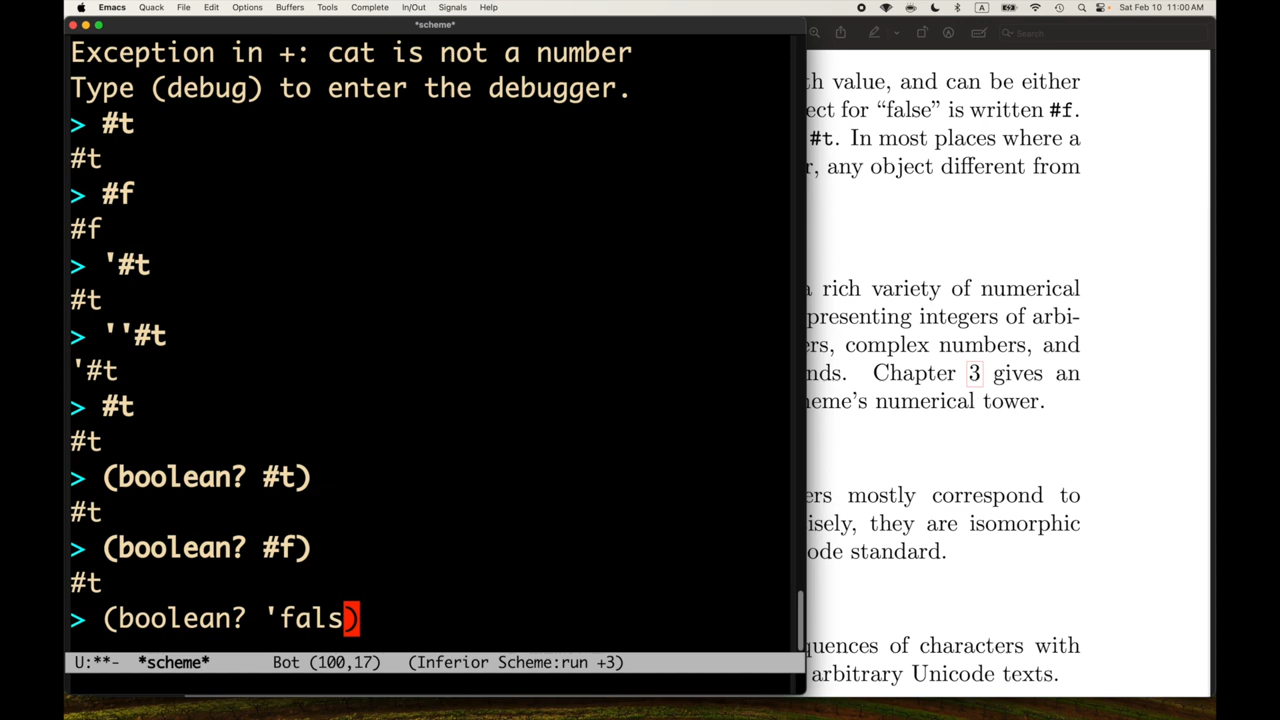 Emacs Quack File Edit Options Buffers Tools Complete In/Out Signals Help
A
Sat Feb 10 11:00 AM
*scheme*
Search
Exception in +: cat is not a number
Type (debug) to enter the debugger.
> #t
#t
> #f
#f
> '#t
#t
> ''#t
'#t
> #t
#t
> (boolean? #t)
#t
> (boolean? #f)
#t
> (boolean? 'fals)
U:**- *scheme* Bot (100,17) (Inferior Scheme:run +3)
th value, and can be either
ect for “false” is written #f.
#t. In most places where a
r, any object different from
a rich variety of numerical
presenting integers of arbi-
ers, complex numbers, and
nds. Chapter 3 gives an
eme’s numerical tower.
ers mostly correspond to
isely, they are isomorphic
ode standard.
quences of characters with
arbitrary Unicode texts.